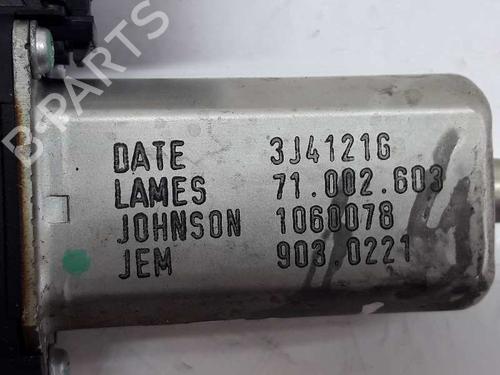 B-PARTS
DATE 3J4121G
LAMES 71.002.603
JOHNSON 1060078
JEM 903.0221